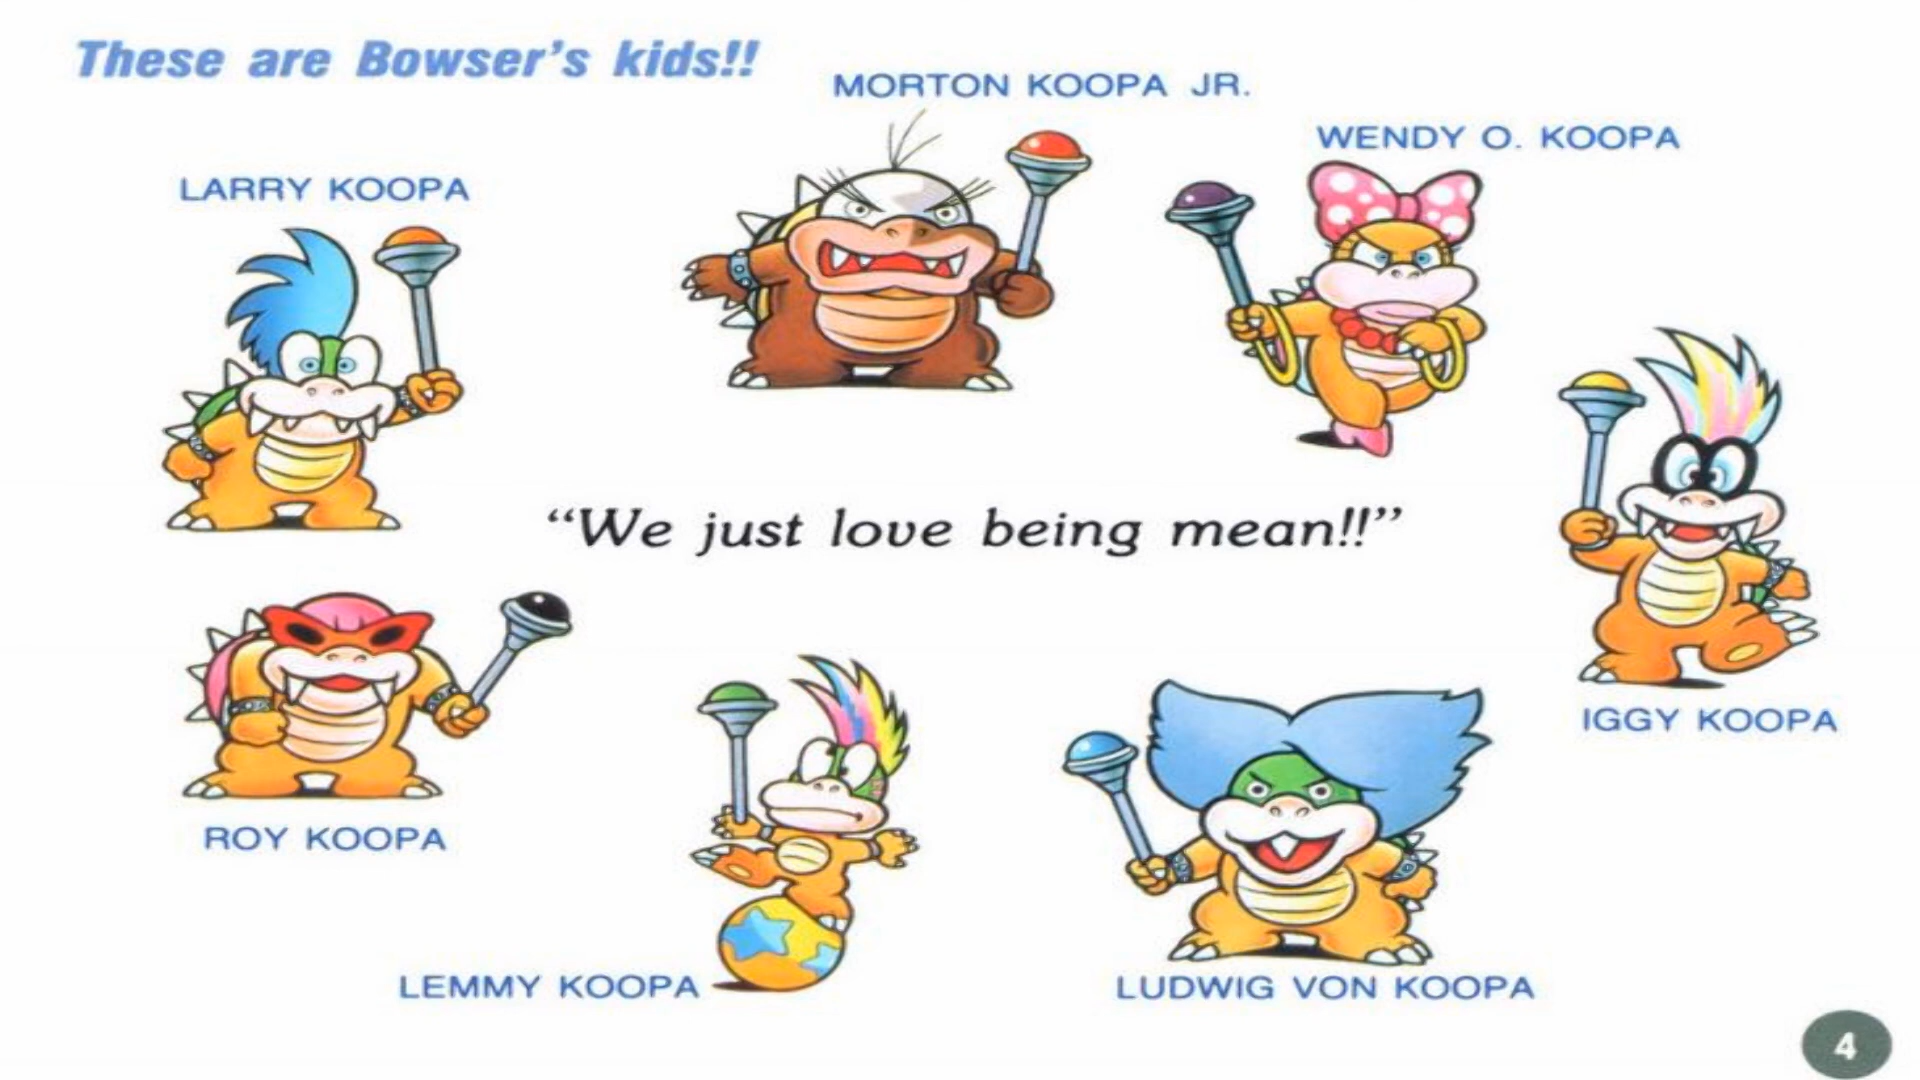 These are Bowser's kids!!
MORTON KOOPA JR.
WENDY O. KOOPA
LARRY KOOPA
"We just love being mean!!"
IGGY KOOPA
ROY KOOPA
LEMMY KOOPA
LUDWIG VON KOOPA
4